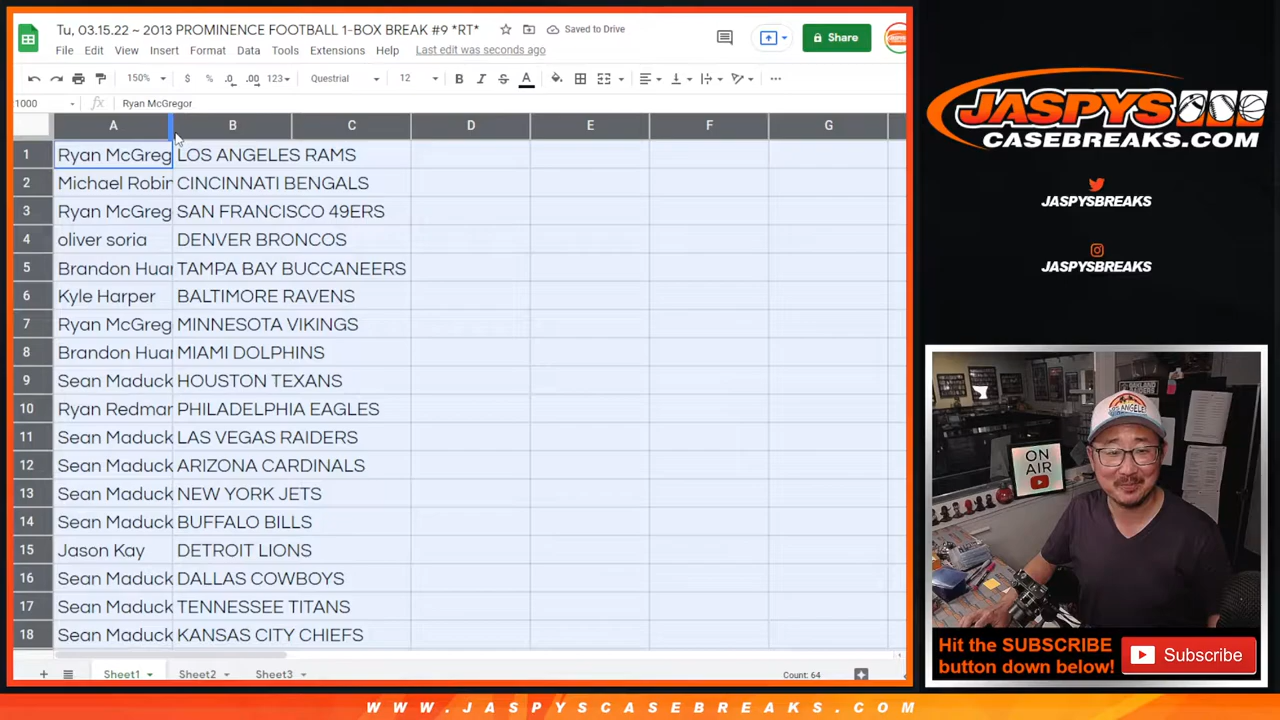 Tu, 03.15.22 ~ 2013 PROMINENCE FOOTBALL 1-BOX BREAK #9 *RT*
Saved to Drive
File Edit View Insert Format Data Tools Extensions Help Last edit was seconds ago
Share
150% $ % .0 .00 123 Questrial 12 B I S A
1000 fx Ryan McGregor
A B C D E F G
1 Ryan McGreg LOS ANGELES RAMS
2 Michael Robin CINCINNATI BENGALS
3 Ryan McGreg SAN FRANCISCO 49ERS
4 oliver soria DENVER BRONCOS
5 Brandon Huar TAMPA BAY BUCCANEERS
6 Kyle Harper BALTIMORE RAVENS
7 Ryan McGreg MINNESOTA VIKINGS
8 Brandon Huar MIAMI DOLPHINS
9 Sean Maduck HOUSTON TEXANS
10 Ryan Redmar PHILADELPHIA EAGLES
11 Sean Maduck LAS VEGAS RAIDERS
12 Sean Maduck ARIZONA CARDINALS
13 Sean Maduck NEW YORK JETS
14 Sean Maduck BUFFALO BILLS
15 Jason Kay DETROIT LIONS
16 Sean Maduck DALLAS COWBOYS
17 Sean Maduck TENNESSEE TITANS
18 Sean Maduck KANSAS CITY CHIEFS
Sheet1 Sheet2 Sheet3 Count: 64
JASPYS
CASEBREAKS.COM
JASPYSBREAKS
JASPYSBREAKS
ON
AIR
LOS ANGELES
Hit the SUBSCRIBE
button down below!
Subscribe
WWW.JASPYSCASEBREAKS.COM